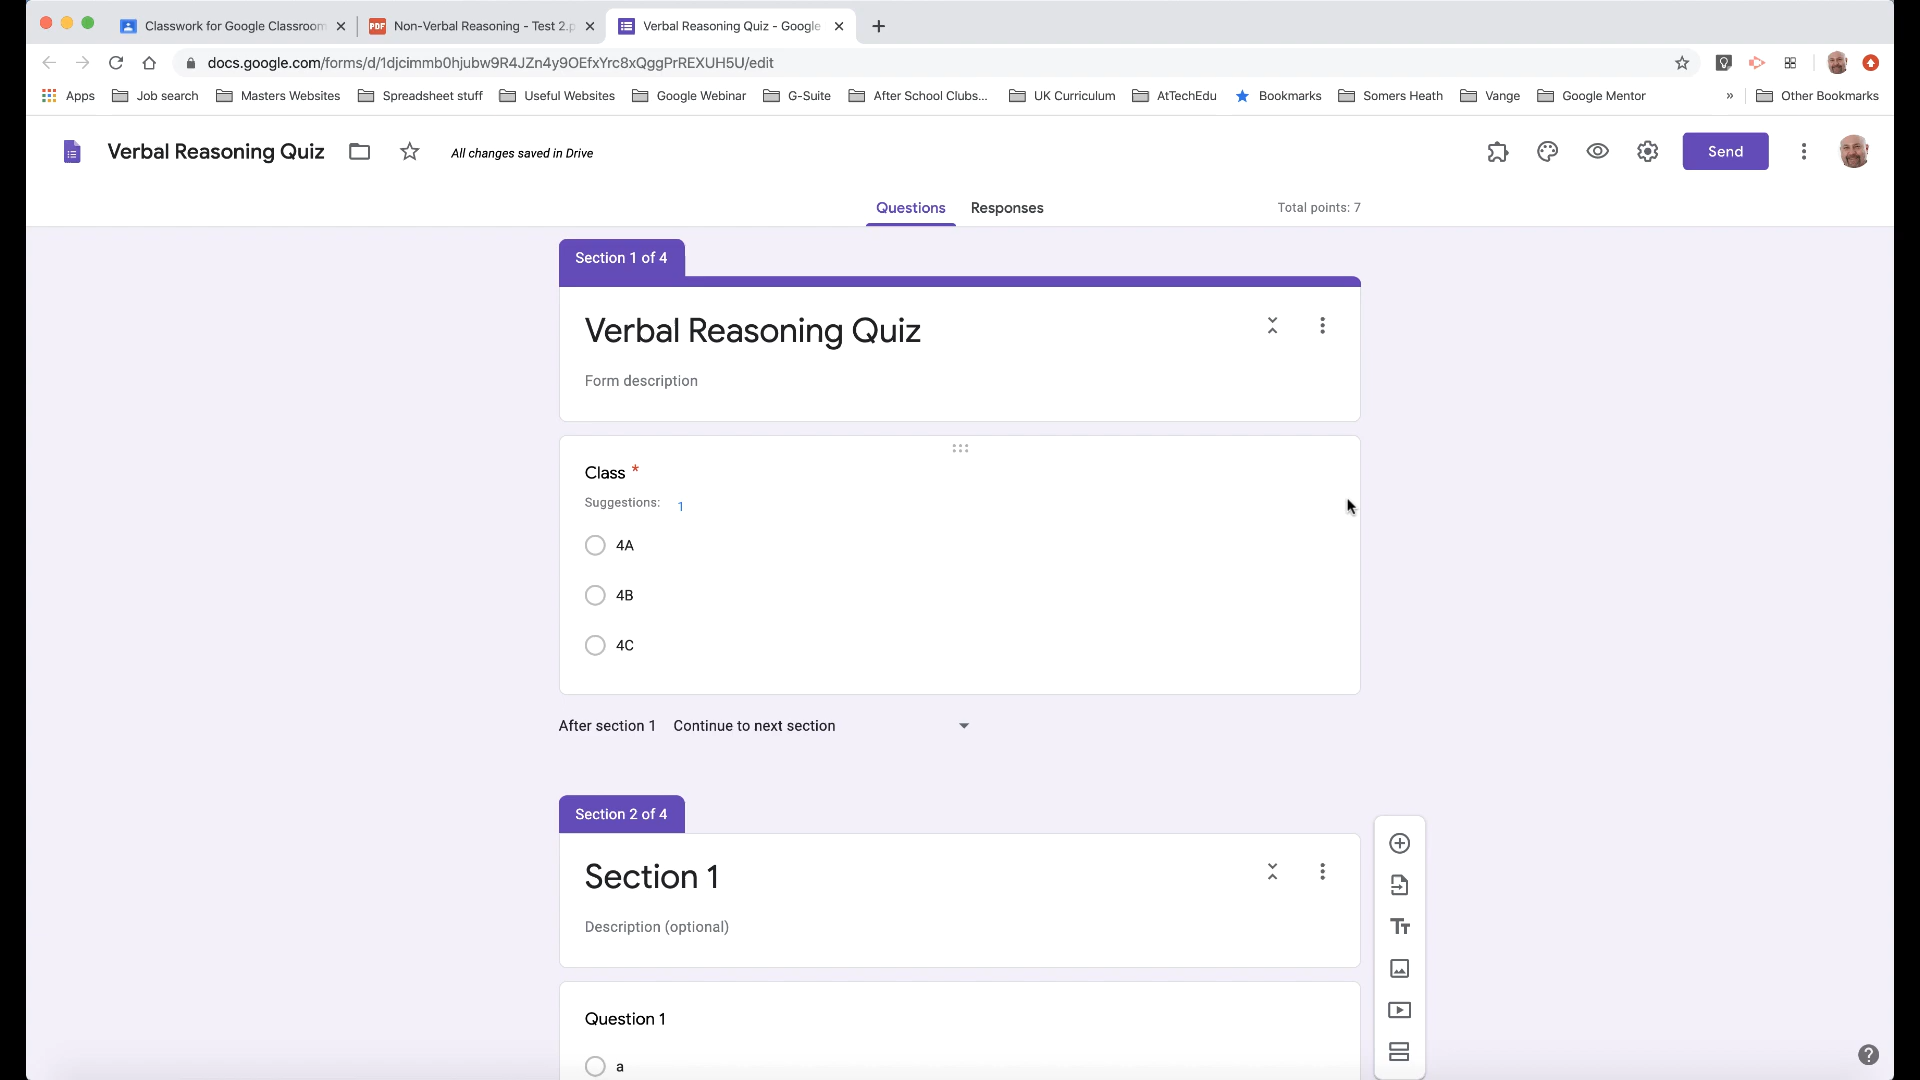 Classwork for Google Classroom
PDF
Non-Verbal Reasoning - Test 2.p
Verbal Reasoning Quiz - Google
docs.google.com/forms/d/1djcimmb0hjubw9R4JZn4y9OEfxYrc8xQggPrREXUH5U/edit
Apps
Job search
Masters Websites
Spreadsheet stuff
Useful Websites
Google Webinar
G-Suite
After School Clubs...
UK Curriculum
AtTechEdu
Bookmarks
Somers Heath
Vange
Google Mentor
»
Other Bookmarks
Verbal Reasoning Quiz
All changes saved in Drive
Send
Questions
Responses
Total points: 7
Section 1 of 4
Verbal Reasoning Quiz
Form description
Class *
Suggestions: 1
4A
4B
4C
After section 1 Continue to next section
Section 2 of 4
Section 1
Description (optional)
Tт
Question 1
a